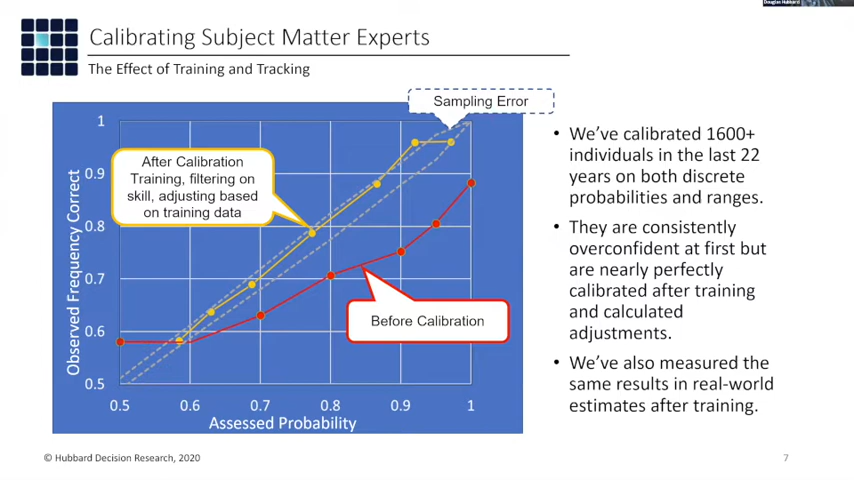 Douglas Hubbard
Calibrating Subject Matter Experts
The Effect of Training and Tracking
Sampling Error
After Calibration
Training, filtering on
skill, adjusting based
on training data
Before Calibration
Observed Frequency Correct
1
0.9
0.8
0.7
0.6
0.5
0.5
0.6
0.7
0.8
0.9
1
Assessed Probability
• We’ve calibrated 1600+
individuals in the last 22
years on both discrete
probabilities and ranges.
• They are consistently
overconfident at first but
are nearly perfectly
calibrated after training
and calculated
adjustments.
• We’ve also measured the
same results in real-world
estimates after training.
© Hubbard Decision Research, 2020
7